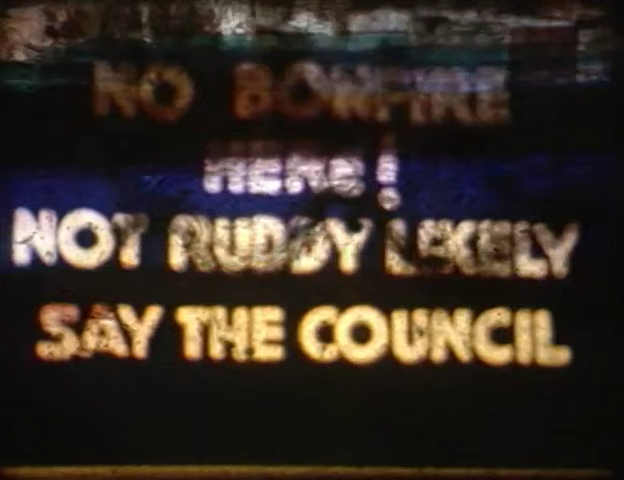 NO BONFIRE
HERE!
NOT RUDDY LIKELY
SAY THE COUNCIL